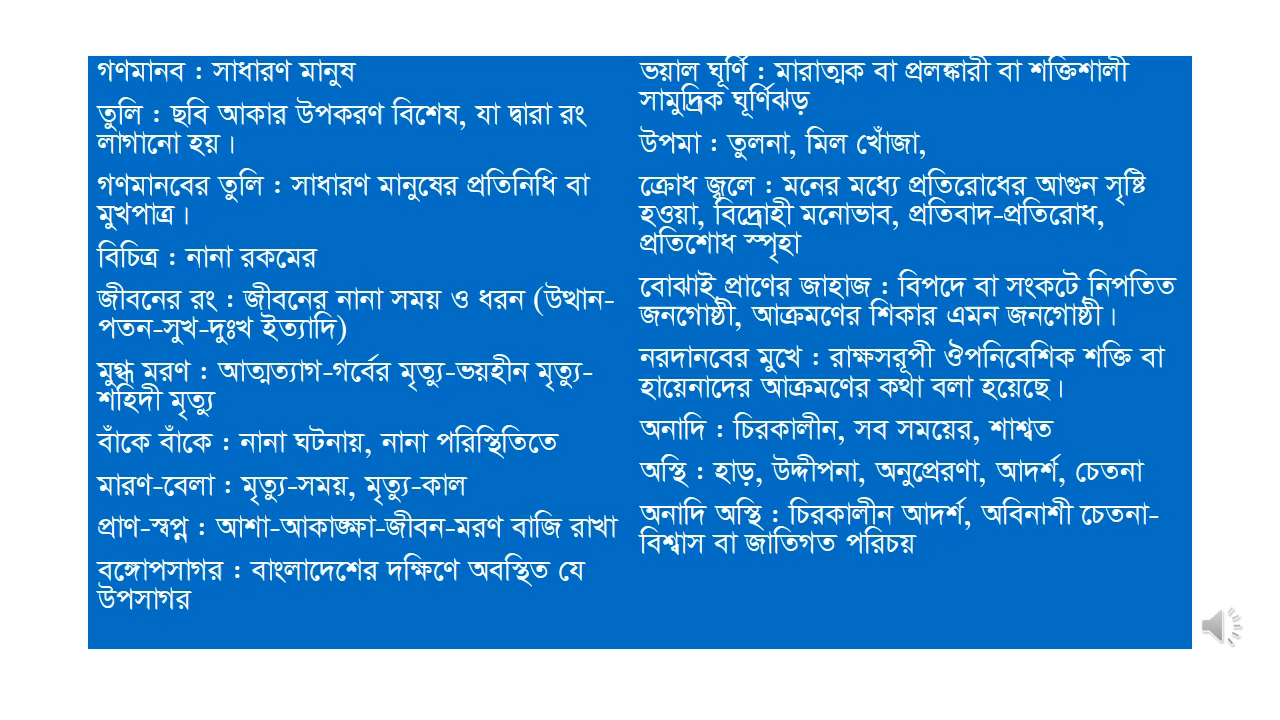 গণমানব : সাধারণ মানুষ
তুলি : ছবি আকার উপকরণ বিশেষ, যা দ্বারা রং
লাগানো হয়।
গণমানবের তুলি : সাধারণ মানুষের প্রতিনিধি বা
মুখপাত্র।
বিচিত্র : নানা রকমের
জীবনের রং : জীবনের নানা সময় ও ধরন (উত্থান-
পতন-সুখ-দুঃখ ইত্যাদি)
মুগ্ধ মরণ : আত্মত্যাগ-গর্বের মৃত্যু-ভয়হীন মৃত্যু-
শহিদী মৃত্যু
বাঁকে বাঁকে : নানা ঘটনায়, নানা পরিস্থিতিতে
মারণ-বেলা : মৃত্যু-সময়, মৃত্যু-কাল
প্রাণ-স্বপ্ন : আশা-আকাঙ্ক্ষা-জীবন-মরণ বাজি রাখা
বঙ্গোপসাগর : বাংলাদেশের দক্ষিণে অবস্থিত যে
উপসাগর
ভয়াল ঘূর্ণি : মারাত্মক বা প্রলঙ্কারী বা শক্তিশালী
সামুদ্রিক ঘূর্ণিঝড়
উপমা : তুলনা, মিল খোঁজা,
ক্রোধ জ্বলে : মনের মধ্যে প্রতিরোধের আগুন সৃষ্টি
হওয়া, বিদ্রোহী মনোভাব, প্রতিবাদ-প্রতিরোধ,
প্রতিশোধ স্পৃহা
বোঝাই প্রাণের জাহাজ : বিপদে বা সংকটে নিপতিত
জনগোষ্ঠী, আক্রমণের শিকার এমন জনগোষ্ঠী।
নরদানবের মুখে : রাক্ষসরূপী ঔপনিবেশিক শক্তি বা
হায়েনাদের আক্রমণের কথা বলা হয়েছে।
অনাদি : চিরকালীন, সব সময়ের, শাশ্বত
অস্থি : হাড়, উদ্দীপনা, অনুপ্রেরণা, আদর্শ, চেতনা
অনাদি অস্থি : চিরকালীন আদর্শ, অবিনাশী চেতনা-
বিশ্বাস বা জাতিগত পরিচয়